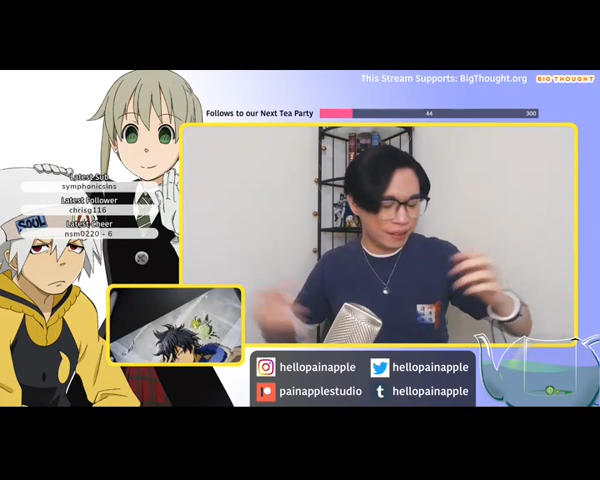 This Stream Supports: BigThought.org
BIG THOUGHT
Follows to our Next Tea Party
44
300
Latest Sub
symphonicsins
Latest Follower
chrisg116
Latest Cheer
nsm0220 - 6
SOUL
hellopainapple
hellopainapple
painapplestudio
hellopainapple